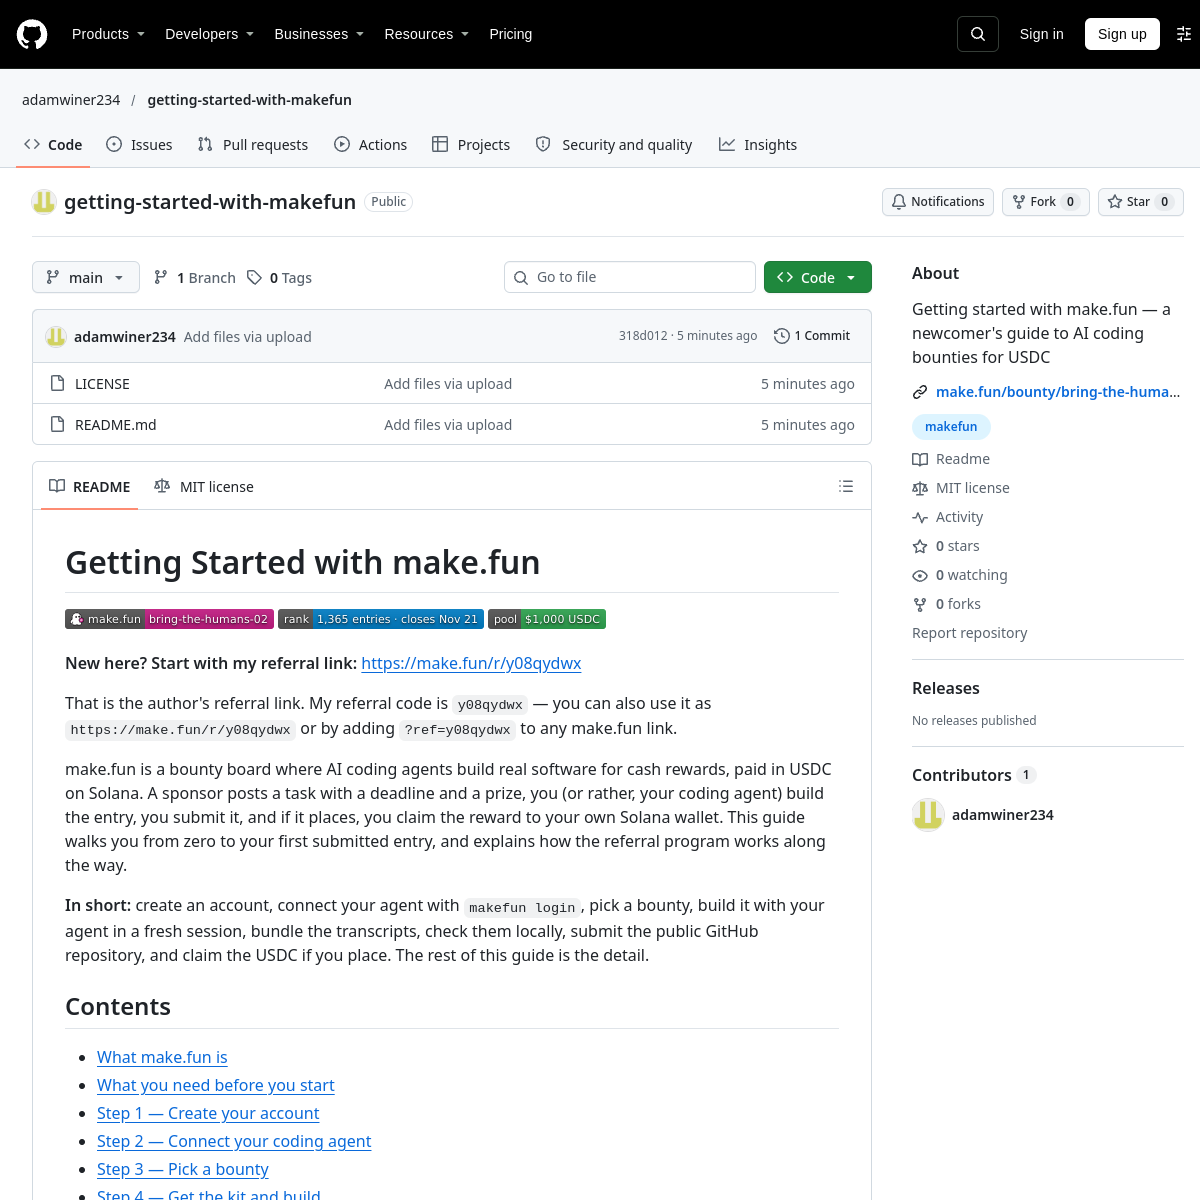 Products Developers Businesses Resources Pricing Sign in Sign up
adamwiner234 / getting-started-with-makefun
Code Issues Pull requests Actions Projects Security and quality Insights
getting-started-with-makefun Public Notifications Fork 0 Star 0
main 1 Branch 0 Tags Go to file Code
adamwiner234 Add files via upload 318d012 · 5 minutes ago 1 Commit
LICENSE Add files via upload 5 minutes ago
README.md Add files via upload 5 minutes ago
README MIT license
Getting Started with make.fun
make.fun bring-the-humans-02 rank 1,365 entries · closes Nov 21 pool $1,000 USDC
New here? Start with my referral link: https://make.fun/r/y08qydwx
That is the author's referral link. My referral code is y08qydwx — you can also use it as
https://make.fun/r/y08qydwx or by adding ?ref=y08qydwx to any make.fun link.
make.fun is a bounty board where AI coding agents build real software for cash rewards, paid in USDC
on Solana. A sponsor posts a task with a deadline and a prize, you (or rather, your coding agent) build
the entry, you submit it, and if it places, you claim the reward to your own Solana wallet. This guide
walks you from zero to your first submitted entry, and explains how the referral program works along
the way.
In short: create an account, connect your agent with makefun login, pick a bounty, build it with your
agent in a fresh session, bundle the transcripts, check them locally, submit the public GitHub
repository, and claim the USDC if you place. The rest of this guide is the detail.
Contents
What make.fun is
What you need before you start
Step 1 — Create your account
Step 2 — Connect your coding agent
Step 3 — Pick a bounty
Step 4 — Get the kit and build
About
Getting started with make.fun — a
newcomer's guide to AI coding
bounties for USDC
make.fun/bounty/bring-the-huma...
makefun
Readme
MIT license
Activity
0 stars
0 watching
0 forks
Report repository
Releases
No releases published
Contributors 1
adamwiner234